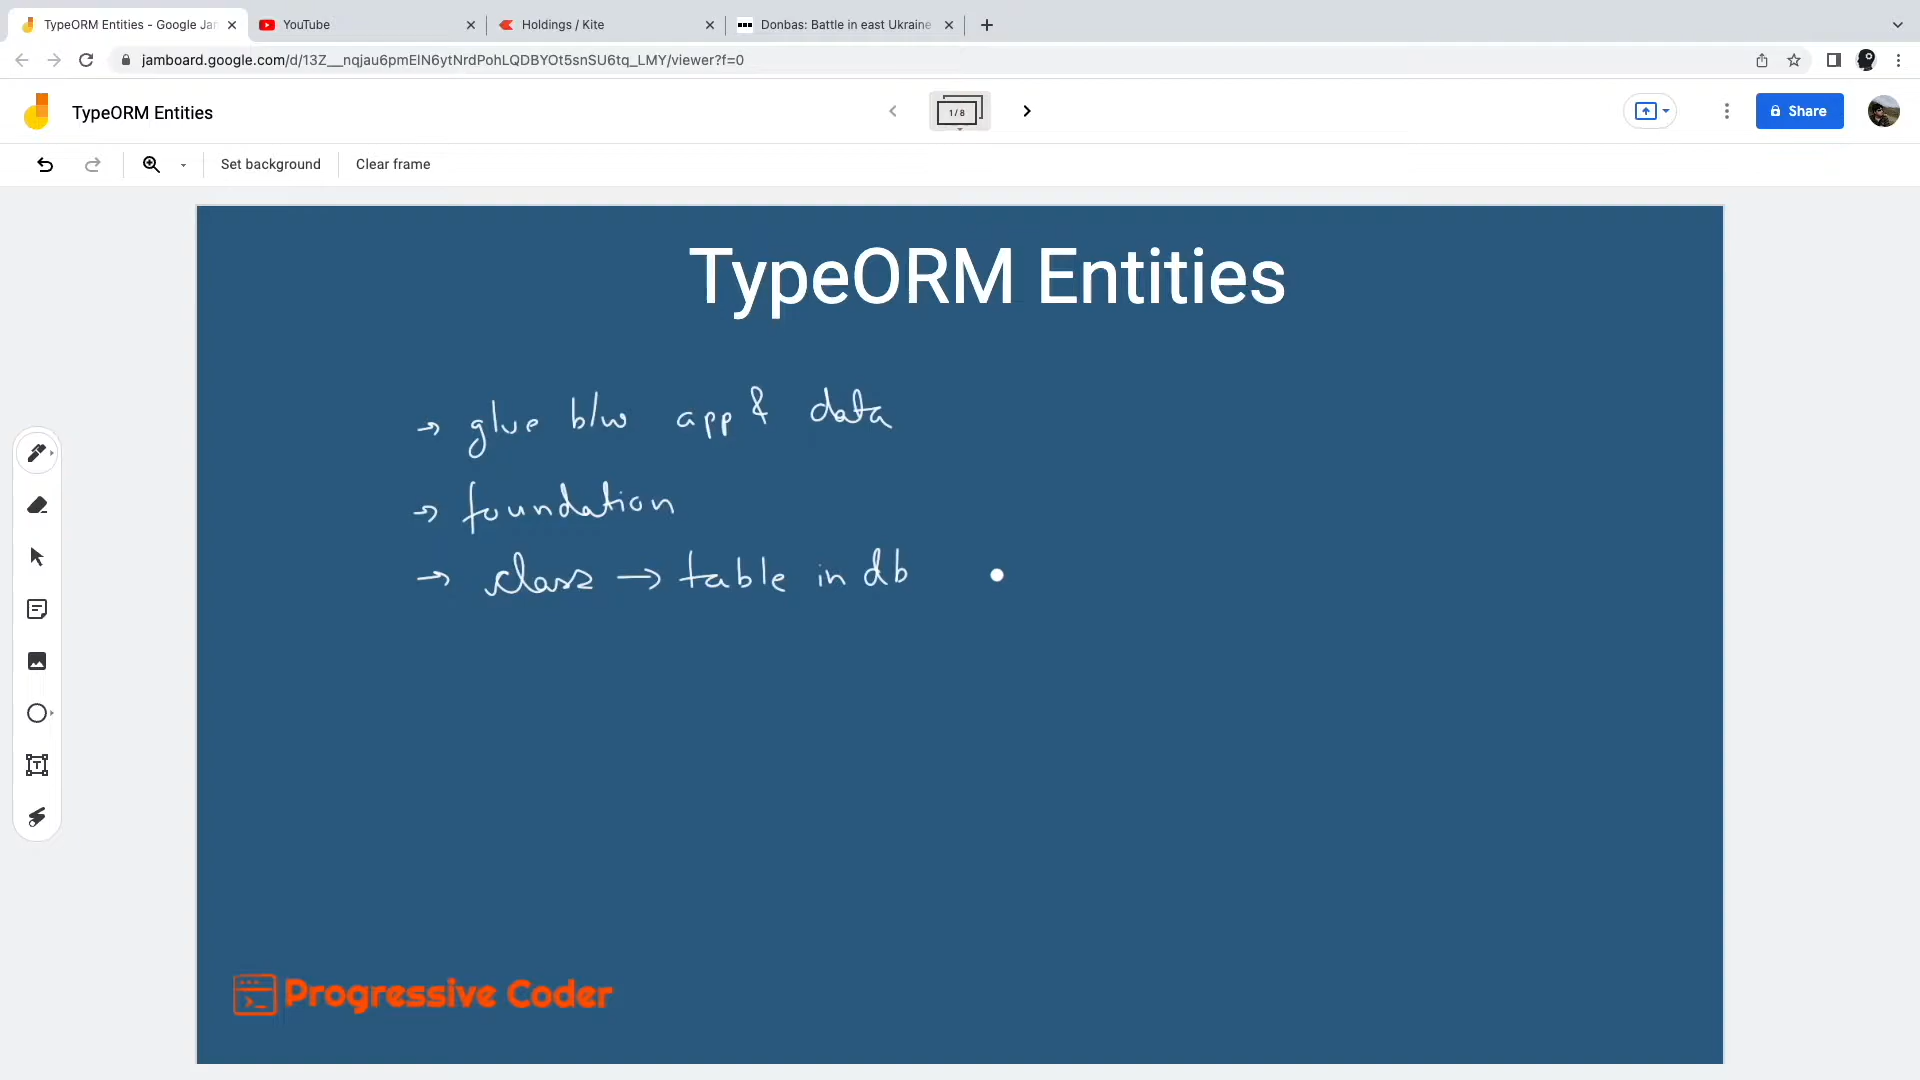 TypeORM Entities - Google Jam
YouTube
Holdings / Kite
Donbas: Battle in east Ukraine
jamboard.google.com/d/13Z__nqjau6pmElN6ytNrdPohLQDBYOt5snSU6tq_LMY/viewer?f=0
TypeORM Entities
1/8
Share
Set background
Clear frame
TypeORM Entities
→ glue b/w app & data
→ foundation
→ class → table in db
Progressive Coder